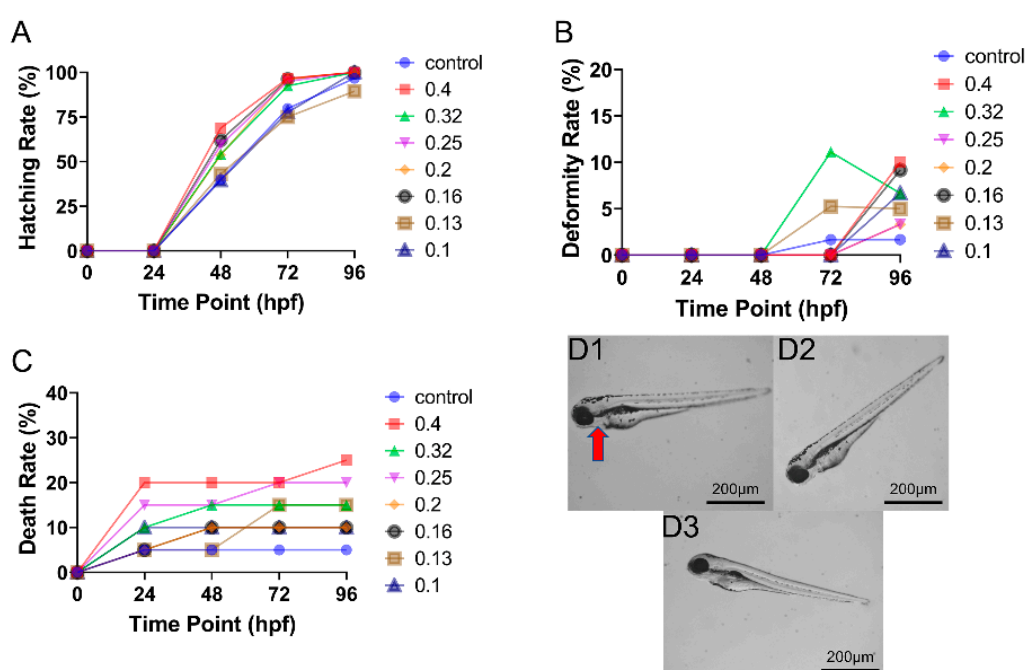 A
Hatching Rate (%)
100
75
50
25
0
0 24 48 72 96
Time Point (hpf)
control
0.4
0.32
0.25
0.2
0.16
0.13
0.1
B
Deformity Rate (%)
20
15
10
5
0
0 24 48 72 96
Time Point (hpf)
control
0.4
0.32
0.25
0.2
0.16
0.13
0.1
C
Death Rate (%)
40
30
20
10
0
0 24 48 72 96
Time Point (hpf)
control
0.4
0.32
0.25
0.2
0.16
0.13
0.1
D1
200μm
D2
200μm
D3
200μm